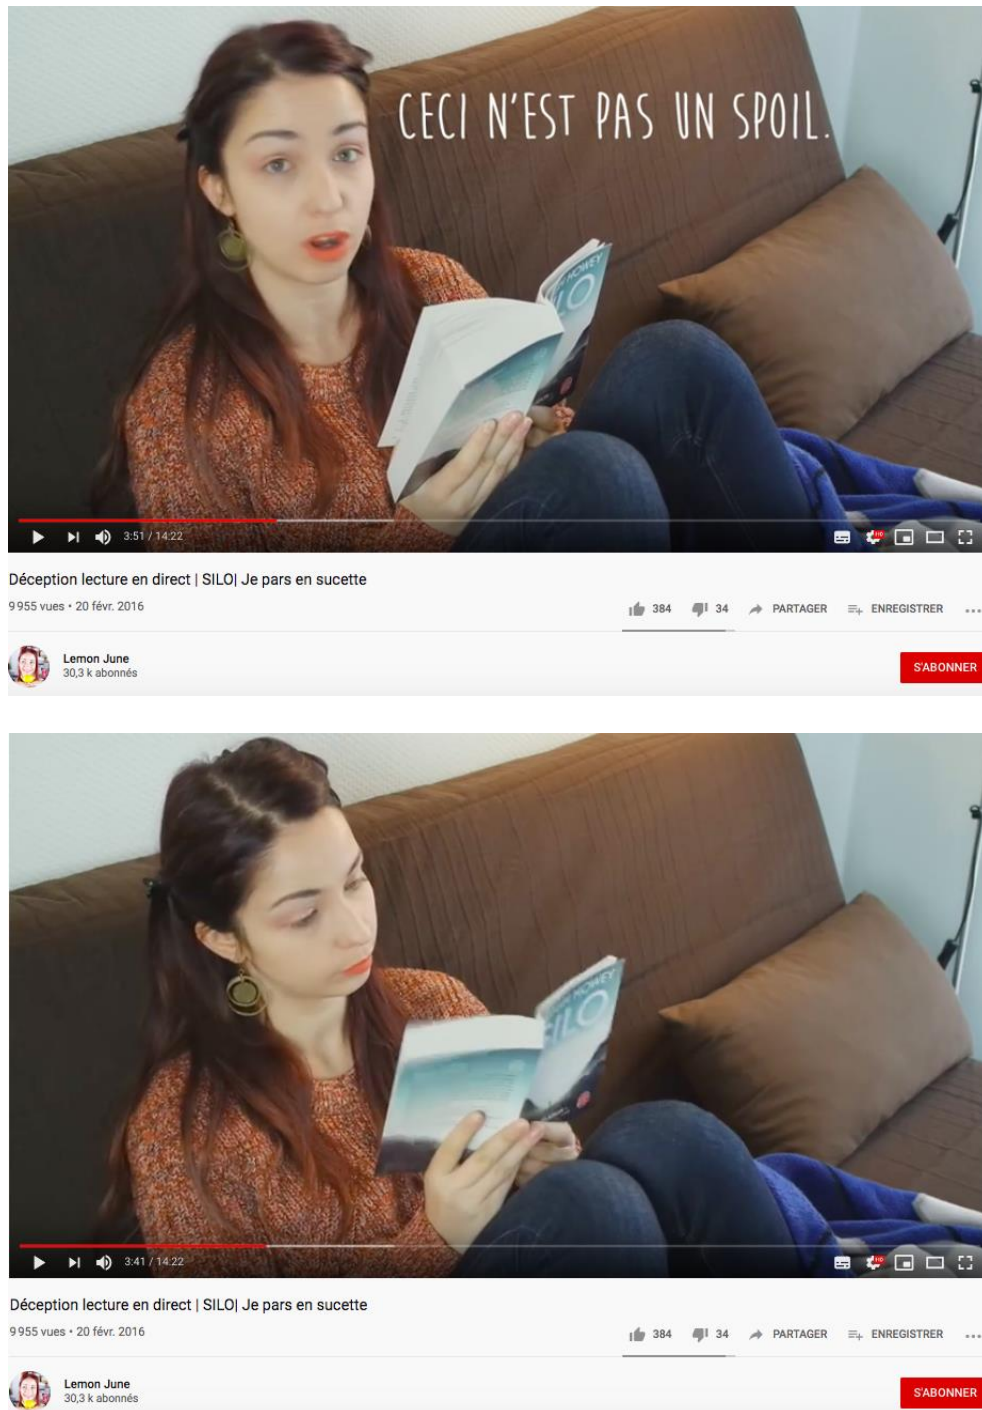 CECI N'EST PAS UN SPOIL.
HOWEY
LO
3:51 / 14:22
HD
Déception lecture en direct | SILO| Je pars en sucette
9 955 vues • 20 févr. 2016
384 34 PARTAGER ENREGISTRER ...
Lemon June
30,3 k abonnés
S'ABONNER
HOWEY
SILO
3:41 / 14:22
HD
Déception lecture en direct | SILO| Je pars en sucette
9 955 vues • 20 févr. 2016
384 34 PARTAGER ENREGISTRER ...
Lemon June
30,3 k abonnés
S'ABONNER